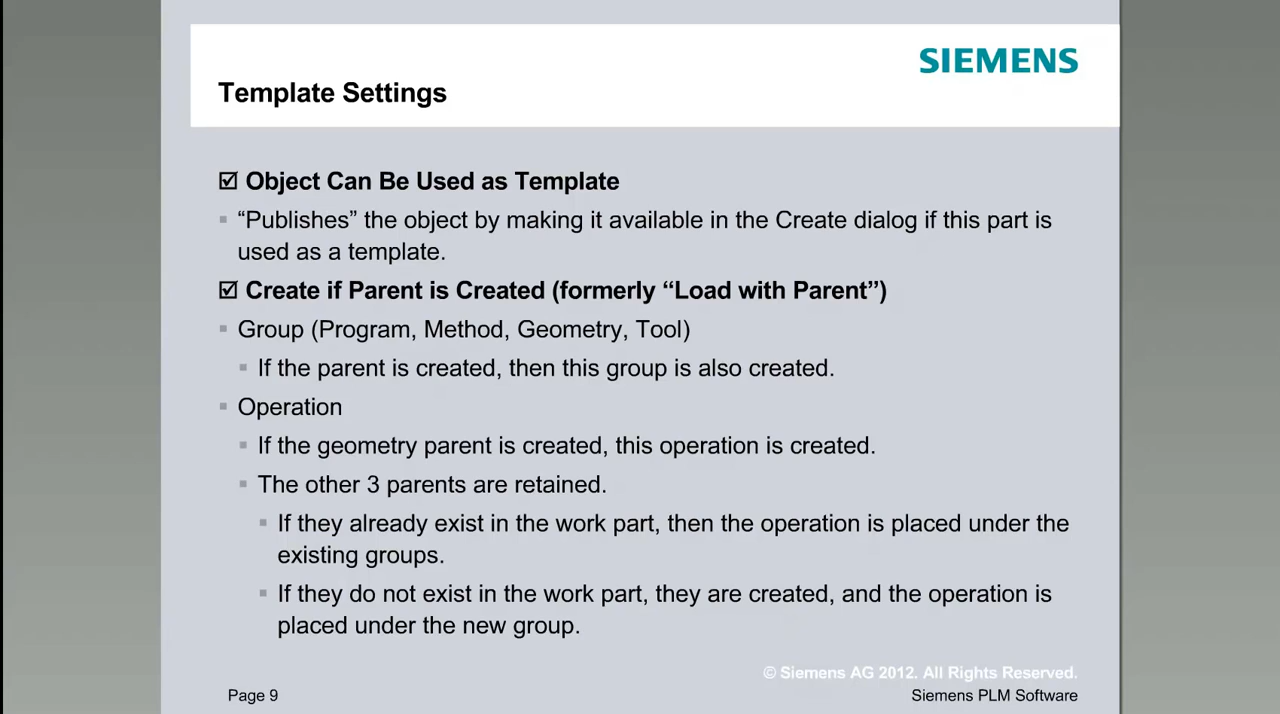 SIEMENS
Template Settings
☑ Object Can Be Used as Template
▪ “Publishes” the object by making it available in the Create dialog if this part is
used as a template.
☑ Create if Parent is Created (formerly “Load with Parent”)
▪ Group (Program, Method, Geometry, Tool)
▪ If the parent is created, then this group is also created.
▪ Operation
▪ If the geometry parent is created, this operation is created.
▪ The other 3 parents are retained.
▪ If they already exist in the work part, then the operation is placed under the
existing groups.
▪ If they do not exist in the work part, they are created, and the operation is
placed under the new group.
© Siemens AG 2012. All Rights Reserved.
Page 9
Siemens PLM Software